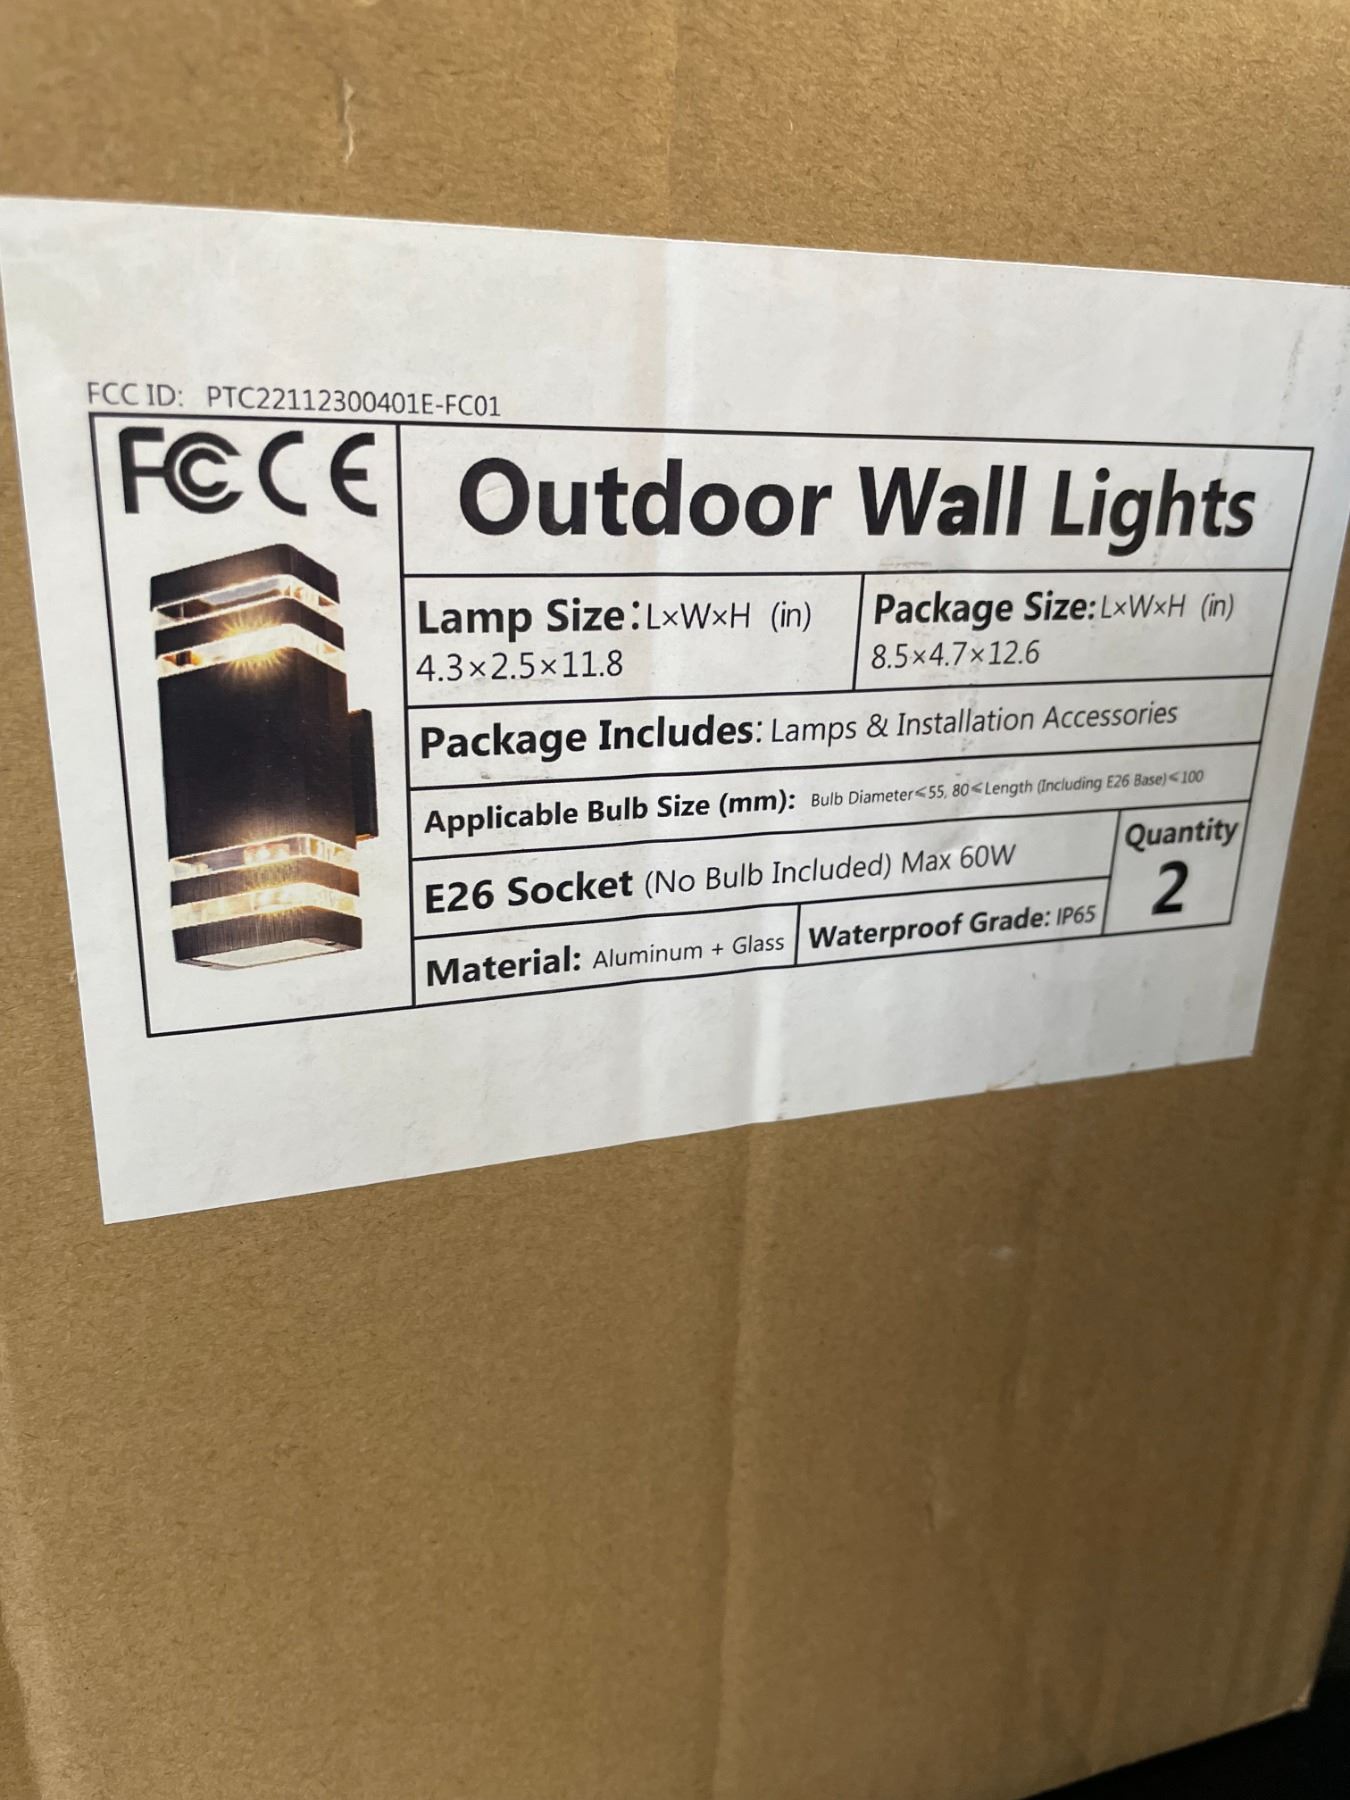 FCC ID: PTC22112300401E-FC01
FC CE
Outdoor Wall Lights
Lamp Size:L×W×H (in)
4.3×2.5×11.8
Package Size:L×W×H (in)
8.5×4.7×12.6
Package Includes: Lamps & Installation Accessories
Applicable Bulb Size (mm): Bulb Diameter≤55, 80≤Length (Including E26 Base)≤100
E26 Socket (No Bulb Included) Max 60W
Quantity
2
Material: Aluminum + Glass
Waterproof Grade: IP65